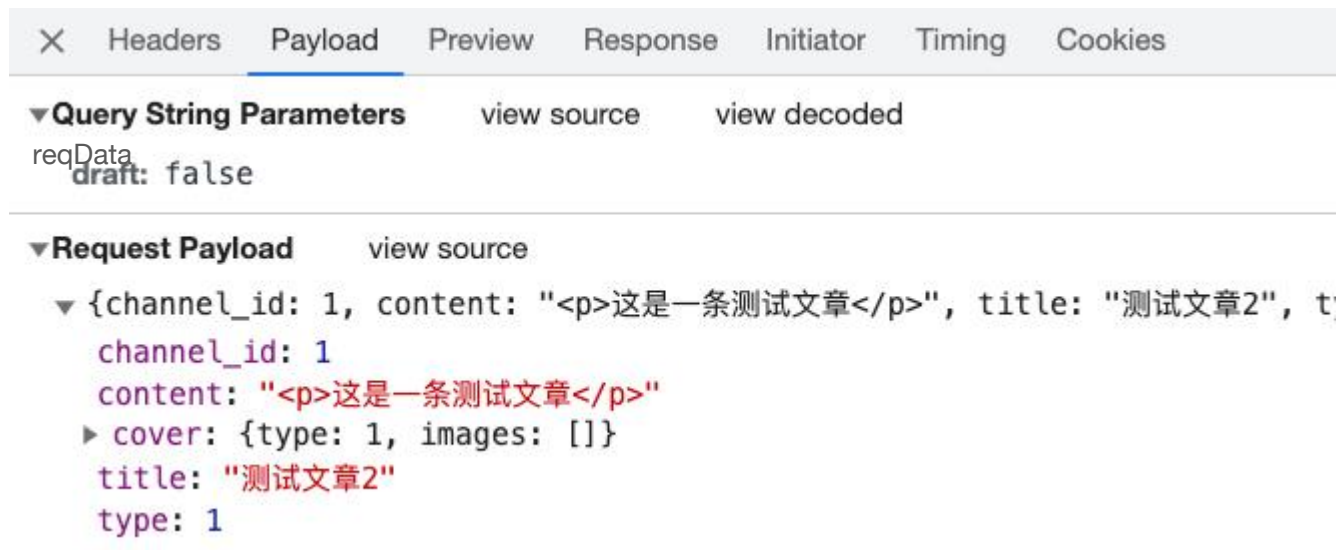 Headers Payload Preview Response Initiator Timing Cookies
Query String Parameters view source view decoded
reqData
draft: false
Request Payload view source
{channel_id: 1, content: "<p>这是一条测试文章</p>", title: "测试文章2", t
channel_id: 1
content: "<p>这是一条测试文章</p>"
cover: {type: 1, images: []}
title: "测试文章2"
type: 1